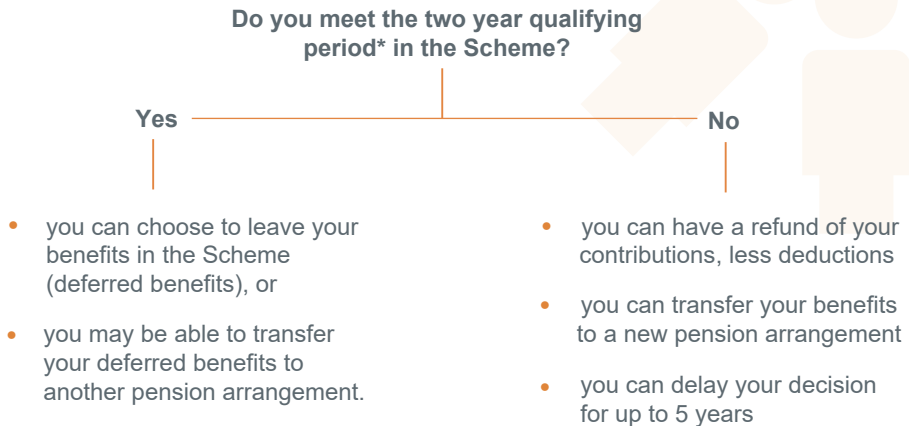 Do you meet the two year qualifying
period* in the Scheme?
Yes
No
• you can choose to leave your
benefits in the Scheme
(deferred benefits), or
• you may be able to transfer
your deferred benefits to
another pension arrangement.
• you can have a refund of your
contributions, less deductions
• you can transfer your benefits
to a new pension arrangement
• you can delay your decision
for up to 5 years